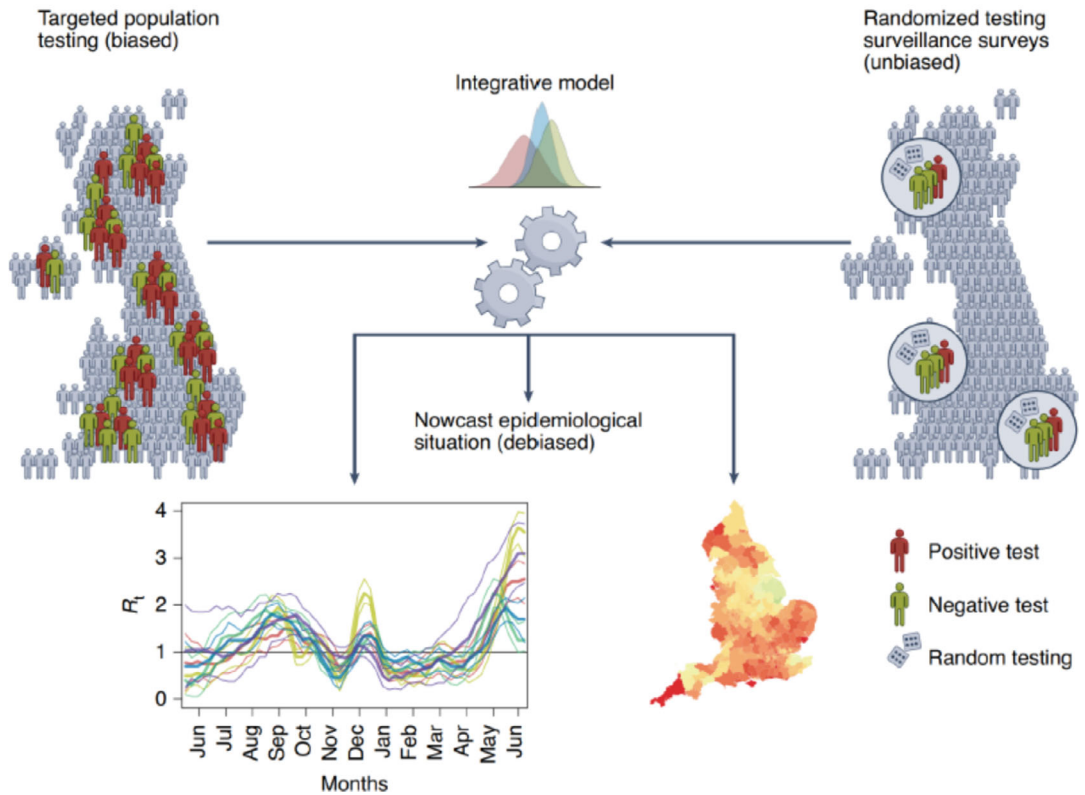 Targeted population
testing (biased)
Randomized testing
surveillance surveys
(unbiased)
Integrative model
Nowcast epidemiological
situation (debiased)
4
3
2
1
0
Rt
Jun
Jul
Aug
Sep
Oct
Nov
Dec
Jan
Feb
Mar
Apr
May
Jun
Months
Positive test
Negative test
Random testing